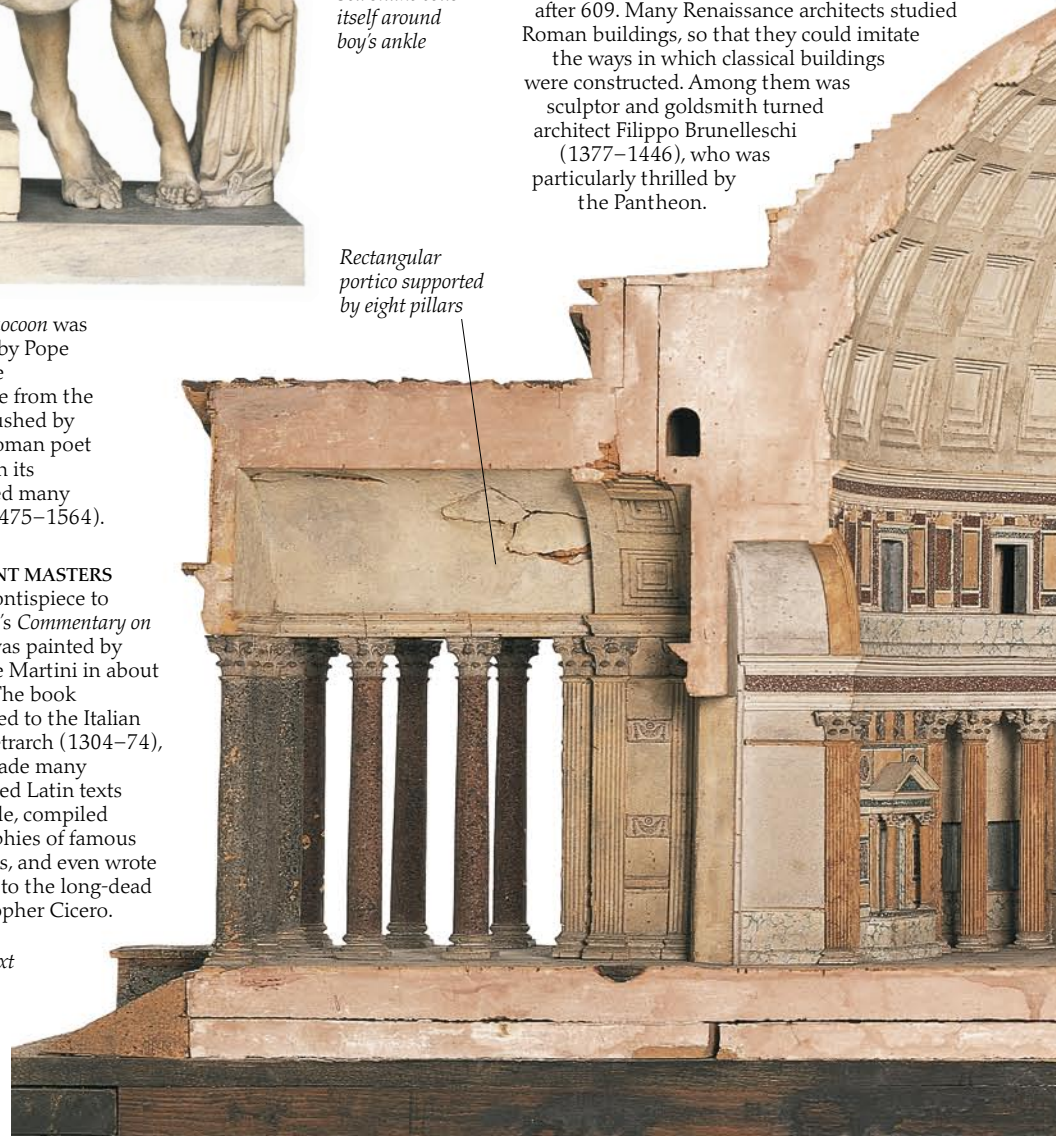 itself around
boy's ankle
after 609. Many Renaissance architects studied
Roman buildings, so that they could imitate
the ways in which classical buildings
were constructed. Among them was
sculptor and goldsmith turned
architect Filippo Brunelleschi
(1377–1446), who was
particularly thrilled by
the Pantheon.
Rectangular
portico supported
by eight pillars
ocoon was
by Pope
e
e from the
ushed by
oman poet
n its
ed many
475–1564).
NT MASTERS
ontispiece to
's Commentary on
was painted by
e Martini in about
The book
ed to the Italian
trarch (1304–74),
ade many
ed Latin texts
le, compiled
phies of famous
s, and even wrote
to the long-dead
opher Cicero.
xt